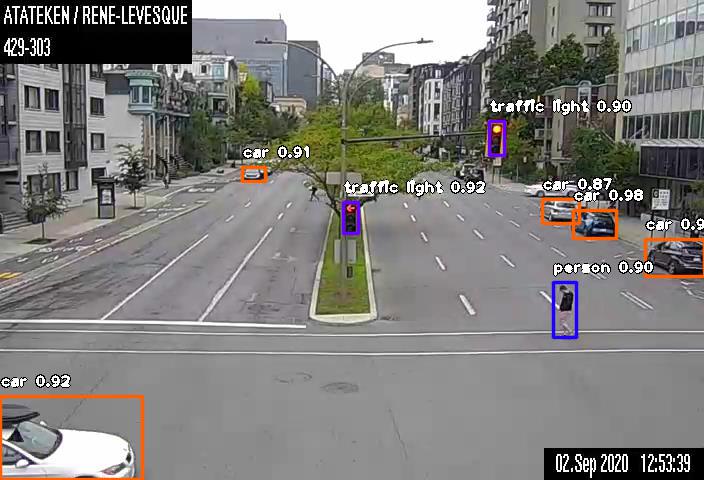 ATATEKEN / RENE-LEVESQUE
429-303
traffic light 0.90
car 0.91
traffic light 0.92
car 0.87
car 0.98
car 0.9
person 0.90
car 0.92
02.Sep 2020 12:53:39